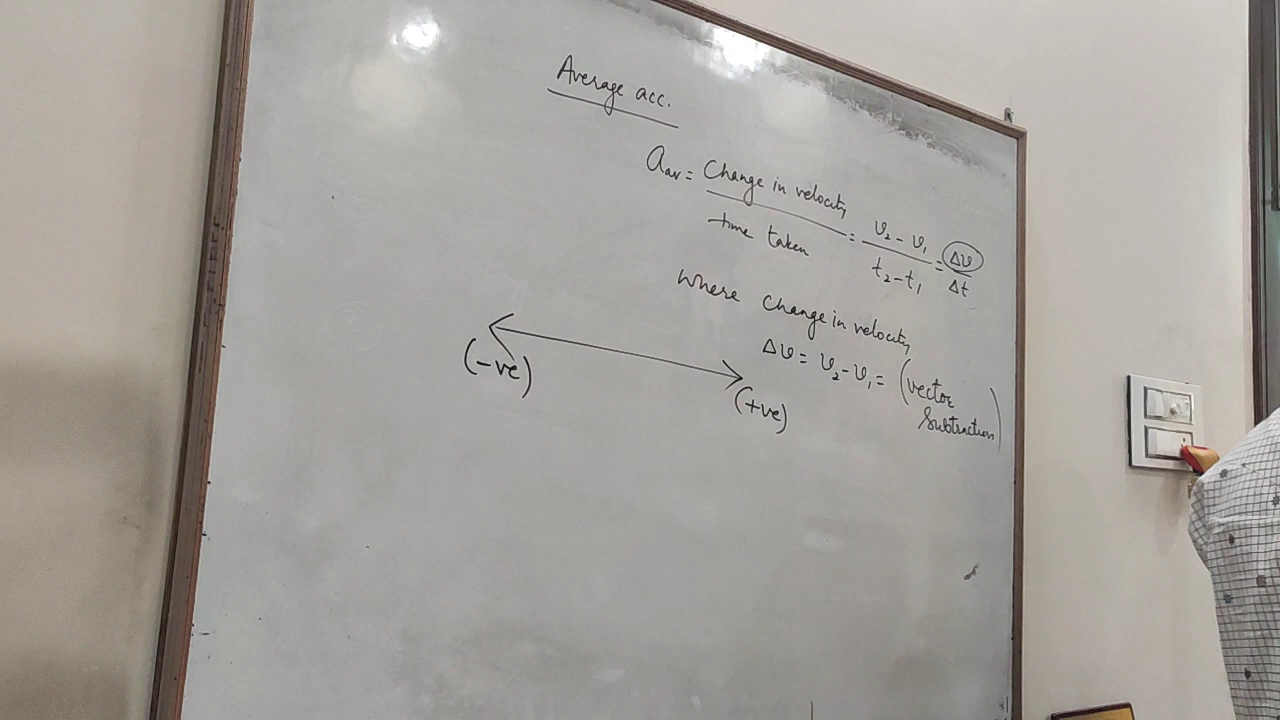 Average acc.
a_av = Change in velocity / time taken = v₂ - v₁ / t₂ - t₁ = Δv / Δt
where change in velocity
Δv = v₂ - v₁ = (vector subtraction)
(-ve)
(+ve)